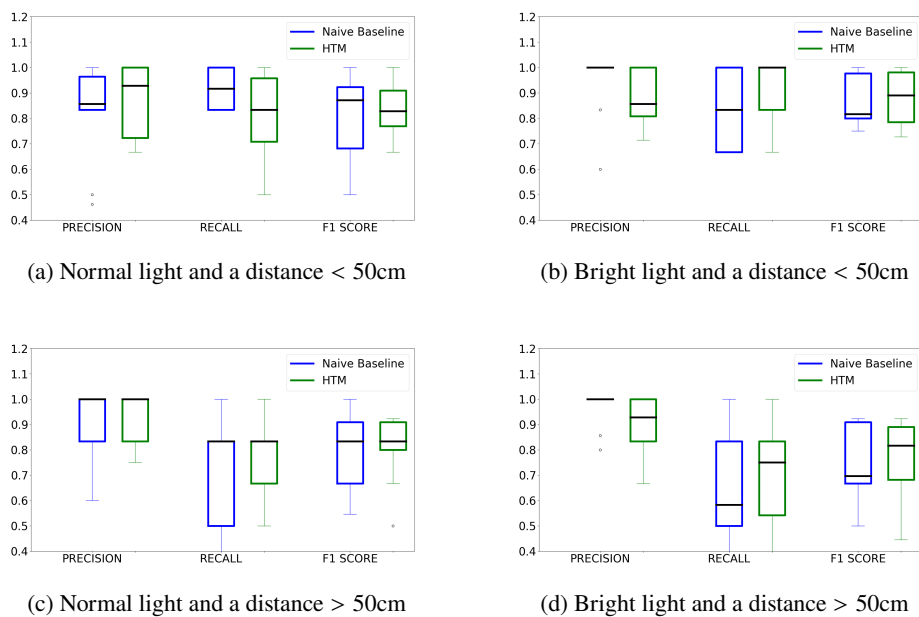 1.2
1.1
1.0
0.9
0.8
0.7
0.6
0.5
0.4
Naive Baseline
HTM
PRECISION RECALL F1 SCORE
(a) Normal light and a distance < 50cm
1.2
1.1
1.0
0.9
0.8
0.7
0.6
0.5
0.4
Naive Baseline
HTM
PRECISION RECALL F1 SCORE
(b) Bright light and a distance < 50cm
1.2
1.1
1.0
0.9
0.8
0.7
0.6
0.5
0.4
Naive Baseline
HTM
PRECISION RECALL F1 SCORE
(c) Normal light and a distance > 50cm
1.2
1.1
1.0
0.9
0.8
0.7
0.6
0.5
0.4
Naive Baseline
HTM
PRECISION RECALL F1 SCORE
(d) Bright light and a distance > 50cm